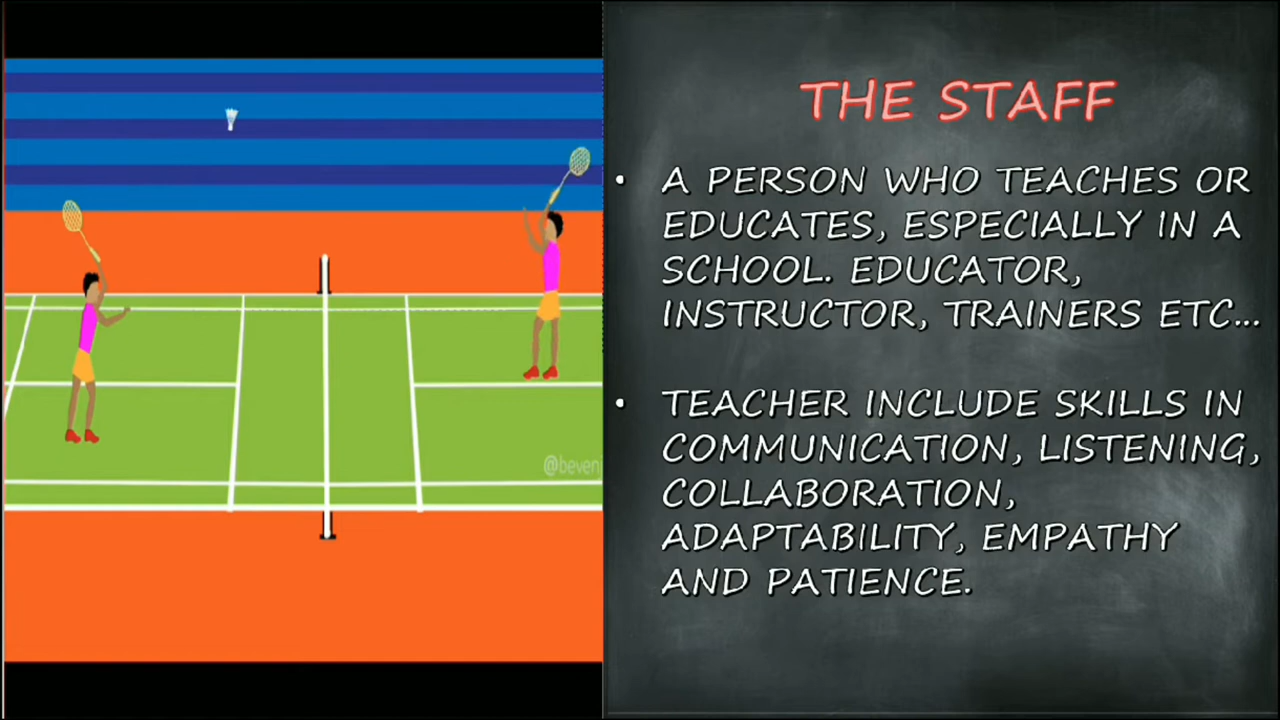 THE STAFF
• A PERSON WHO TEACHES OR
EDUCATES, ESPECIALLY IN A
SCHOOL. EDUCATOR,
INSTRUCTOR, TRAINERS ETC...
• TEACHER INCLUDE SKILLS IN
COMMUNICATION, LISTENING,
COLLABORATION,
ADAPTABILITY, EMPATHY
AND PATIENCE.